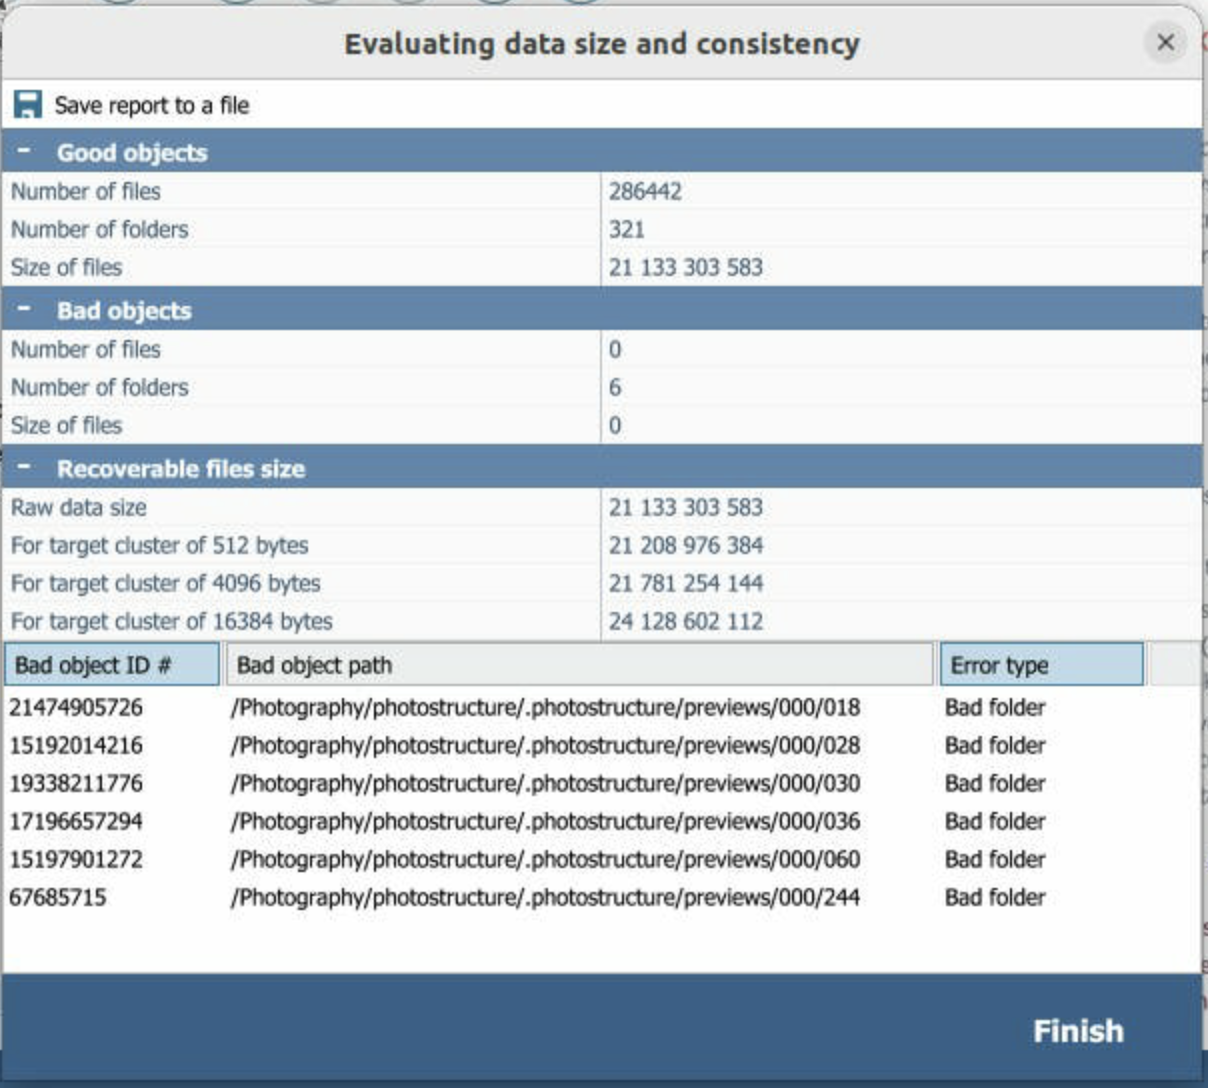 Evaluating data size and consistency
Save report to a file
- Good objects
Number of files 286442
Number of folders 321
Size of files 21 133 303 583
- Bad objects
Number of files 0
Number of folders 6
Size of files 0
- Recoverable files size
Raw data size 21 133 303 583
For target cluster of 512 bytes 21 208 976 384
For target cluster of 4096 bytes 21 781 254 144
For target cluster of 16384 bytes 24 128 602 112
Bad object ID # Bad object path Error type
21474905726 /Photography/photostructure/.photostructure/previews/000/018 Bad folder
15192014216 /Photography/photostructure/.photostructure/previews/000/028 Bad folder
19338211776 /Photography/photostructure/.photostructure/previews/000/030 Bad folder
17196657294 /Photography/photostructure/.photostructure/previews/000/036 Bad folder
15197901272 /Photography/photostructure/.photostructure/previews/000/060 Bad folder
67685715 /Photography/photostructure/.photostructure/previews/000/244 Bad folder
Finish